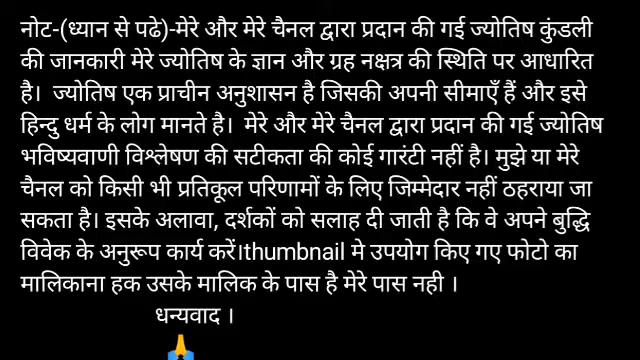 नोट-(ध्यान से पढे)-मेरे और मेरे चैनल द्वारा प्रदान की गई ज्योतिष कुंडली
की जानकारी मेरे ज्योतिष के ज्ञान और ग्रह नक्षत्र की स्थिति पर आधारित
है। ज्योतिष एक प्राचीन अनुशासन है जिसकी अपनी सीमाएँ हैं और इसे
हिन्दु धर्म के लोग मानते है। मेरे और मेरे चैनल द्वारा प्रदान की गई ज्योतिष
भविष्यवाणी विश्लेषण की सटीकता की कोई गारंटी नहीं है। मुझे या मेरे
चैनल को किसी भी प्रतिकूल परिणामों के लिए जिम्मेदार नहीं ठहराया जा
सकता है। इसके अलावा, दर्शकों को सलाह दी जाती है कि वे अपने बुद्धि
विवेक के अनुरूप कार्य करें।thumbnail मे उपयोग किए गए फोटो का
मालिकाना हक उसके मालिक के पास है मेरे पास नही ।
धन्यवाद ।
🙏